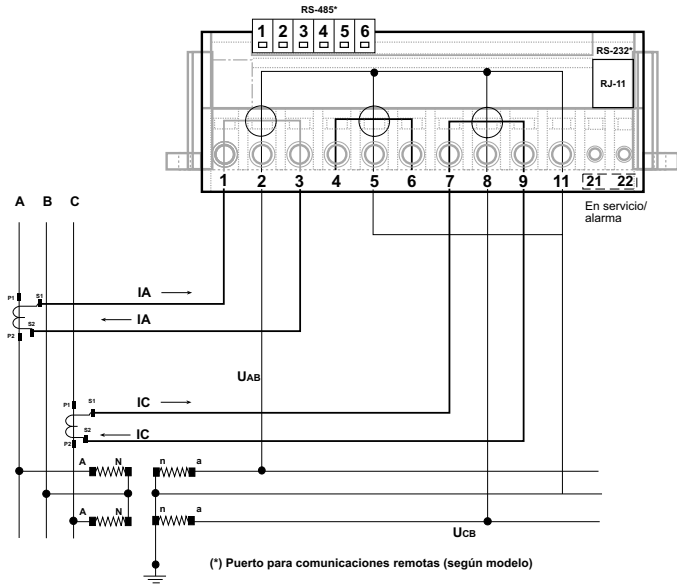 RS-485*
1 2 3 4 5 6
RS-232*
RJ-11
1 2 3 4 5 6 7 8 9 11 21 22
En servicio/
alarma
A B C
P1 S1
IA
S2
IA
P2
UAB
P1 S1
IC
S2
IC
P2
A N n a
A N n a
UCB
(*) Puerto para comunicaciones remotas (según modelo)